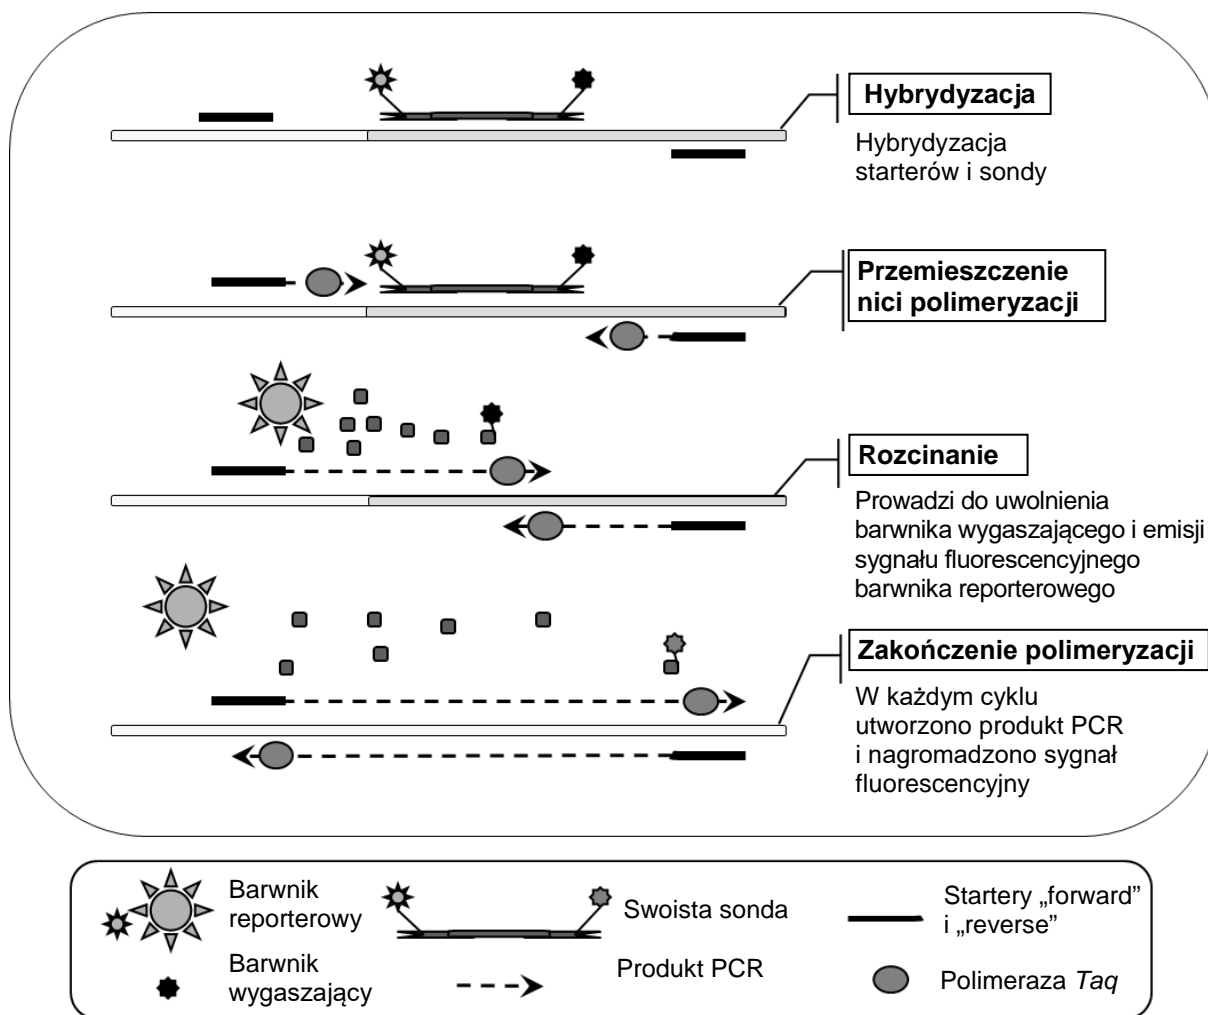 Hybrydyzacja
Hybrydyzacja
starterów i sondy
Przemieszczenie
nici polimeryzacji
Rozcinanie
Prowadzi do uwolnienia
barwnika wygaszającego i emisji
sygnału fluorescencyjnego
barwnika reporterowego
Zakończenie polimeryzacji
W każdym cyklu
utworzono produkt PCR
i nagromadzono sygnał
fluorescencyjny
Barwnik
reporterowy
Swoista sonda
Startery „forward”
i „reverse”
Barwnik
wygaszający
Produkt PCR
Polimeraza Taq